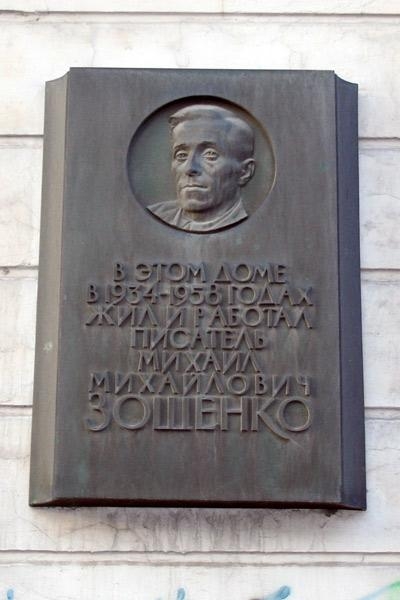 В ЭТОМ ДОМЕ
В 1934-1958 ГОДАХ
ЖИЛ И РАБОТАЛ
ПИСАТЕЛЬ
МИХАИЛ
МИХАЙЛОВИЧ
ЗОЩЕНКО